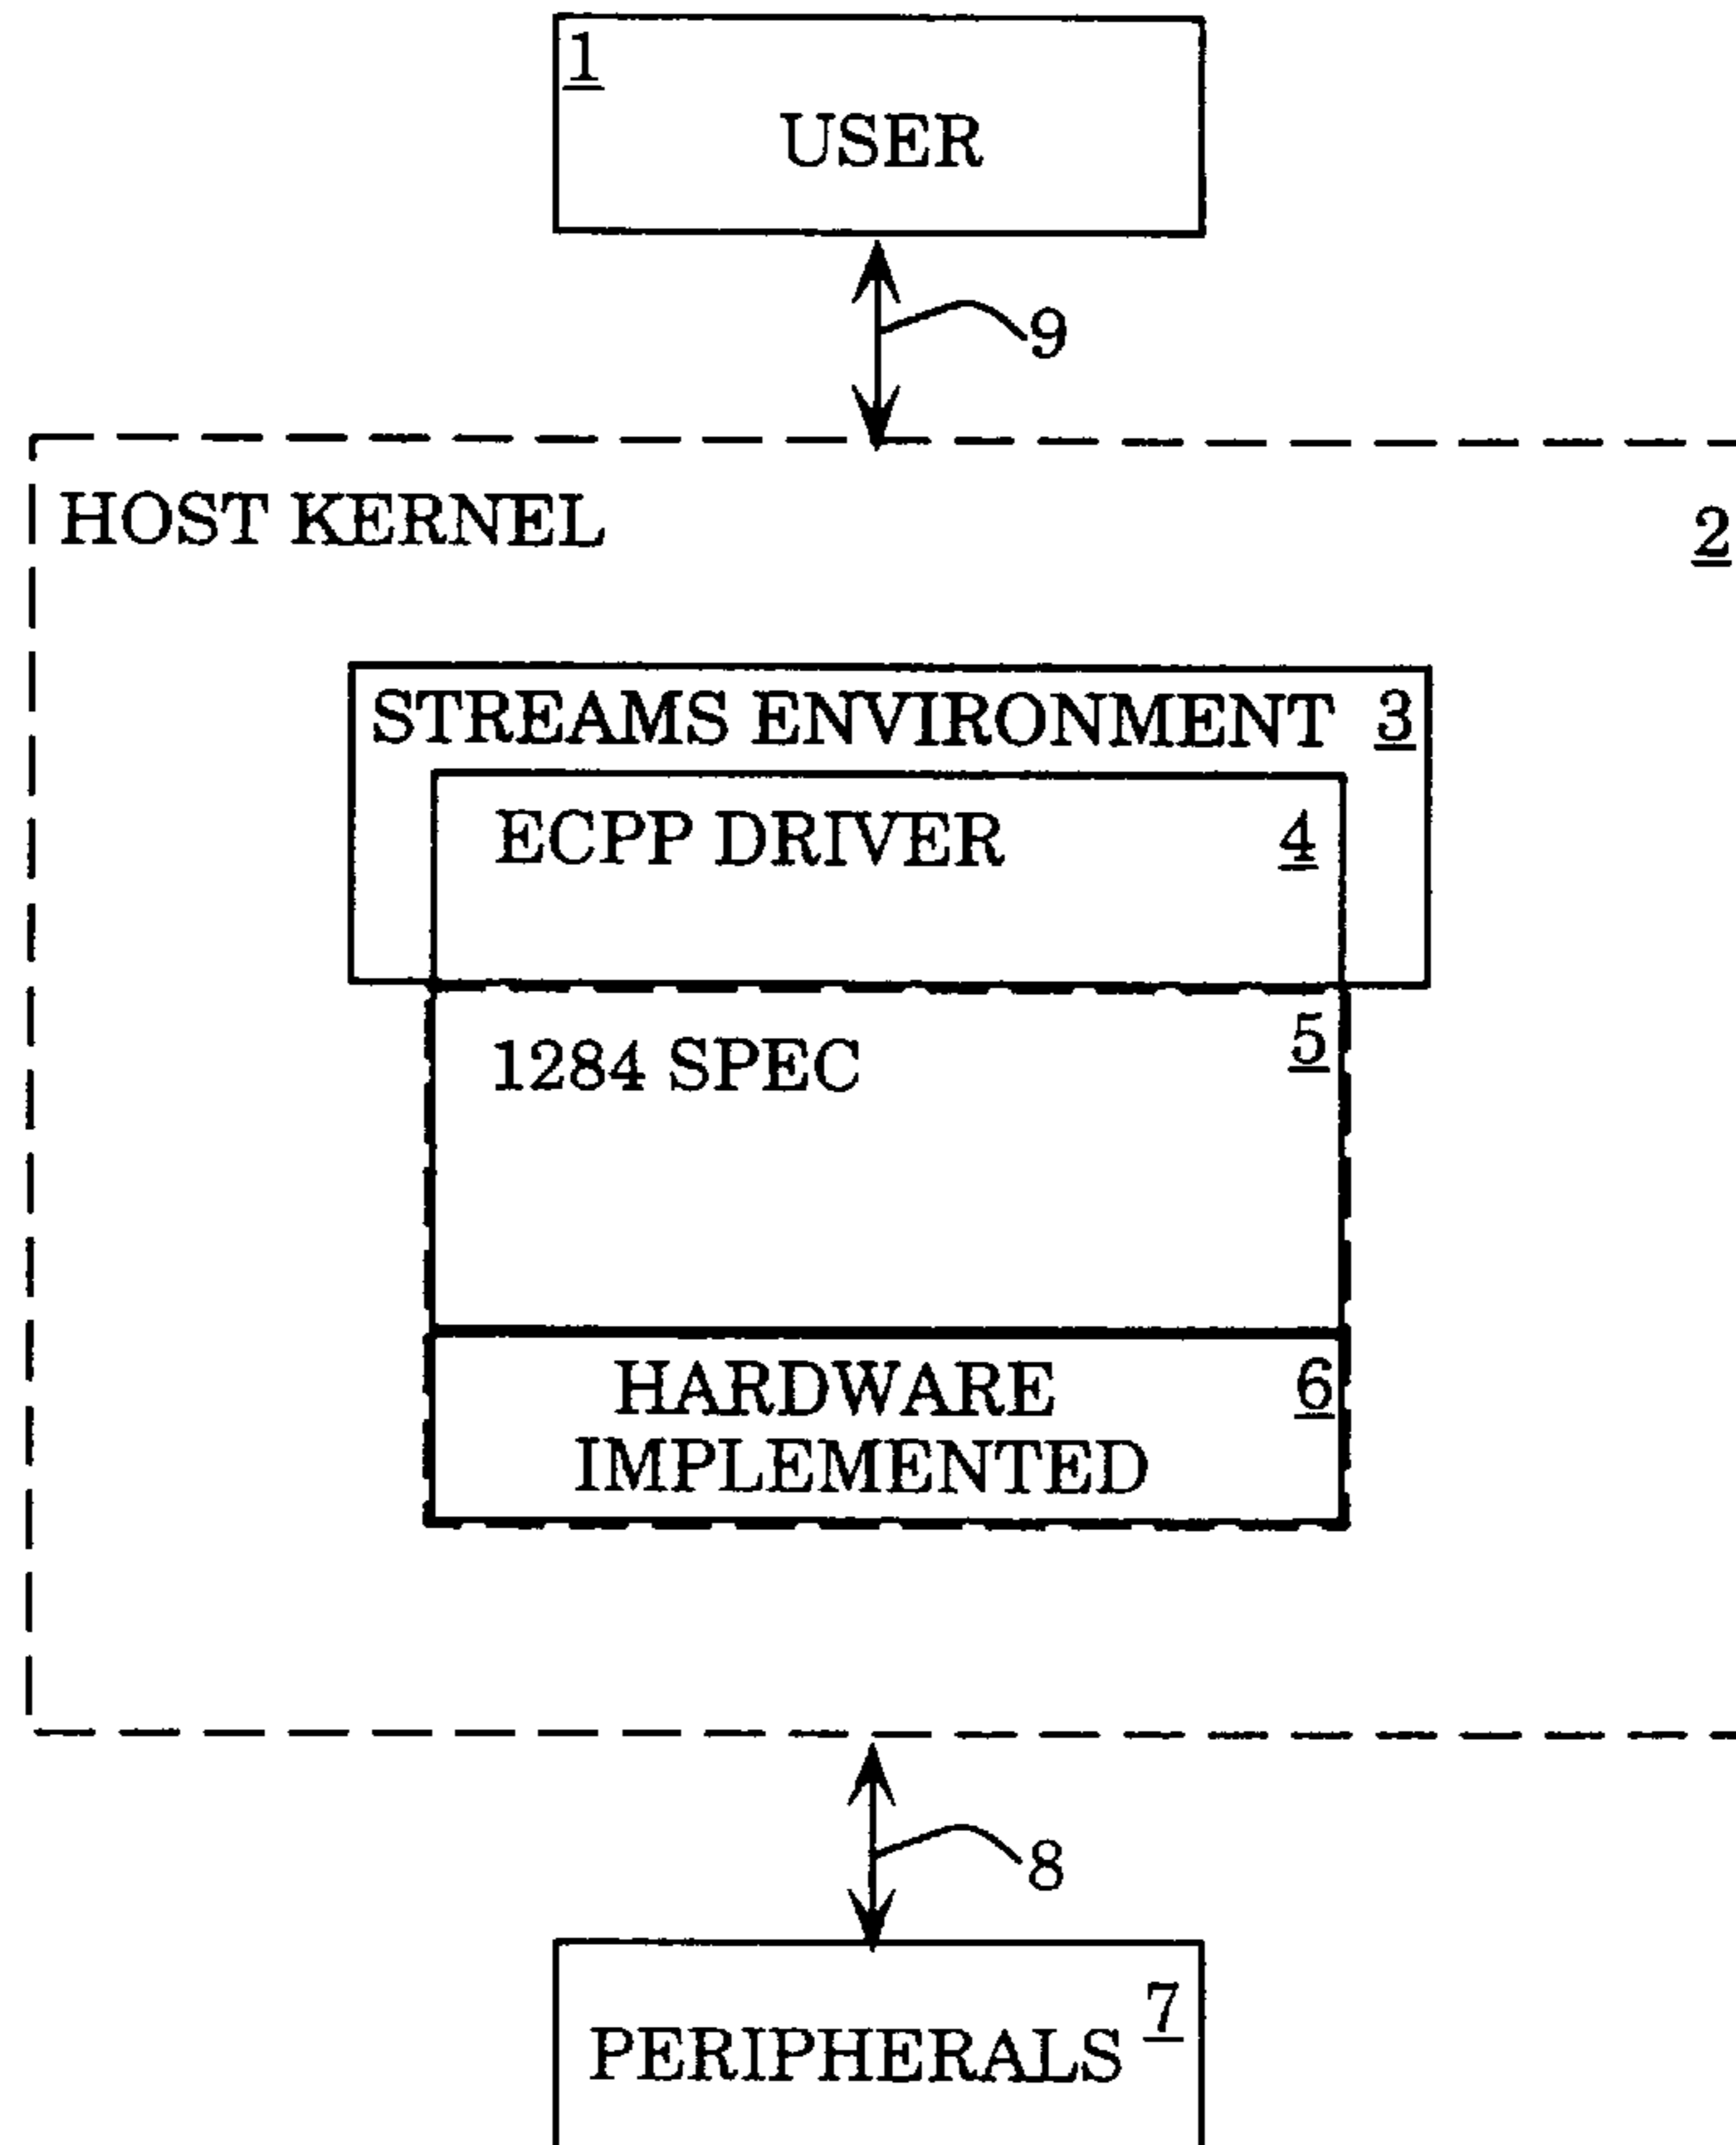 1
USER
9
HOST KERNEL 2
STREAMS ENVIRONMENT 3
ECPP DRIVER 4
1284 SPEC 5
HARDWARE 6
IMPLEMENTED
8
7
PERIPHERALS